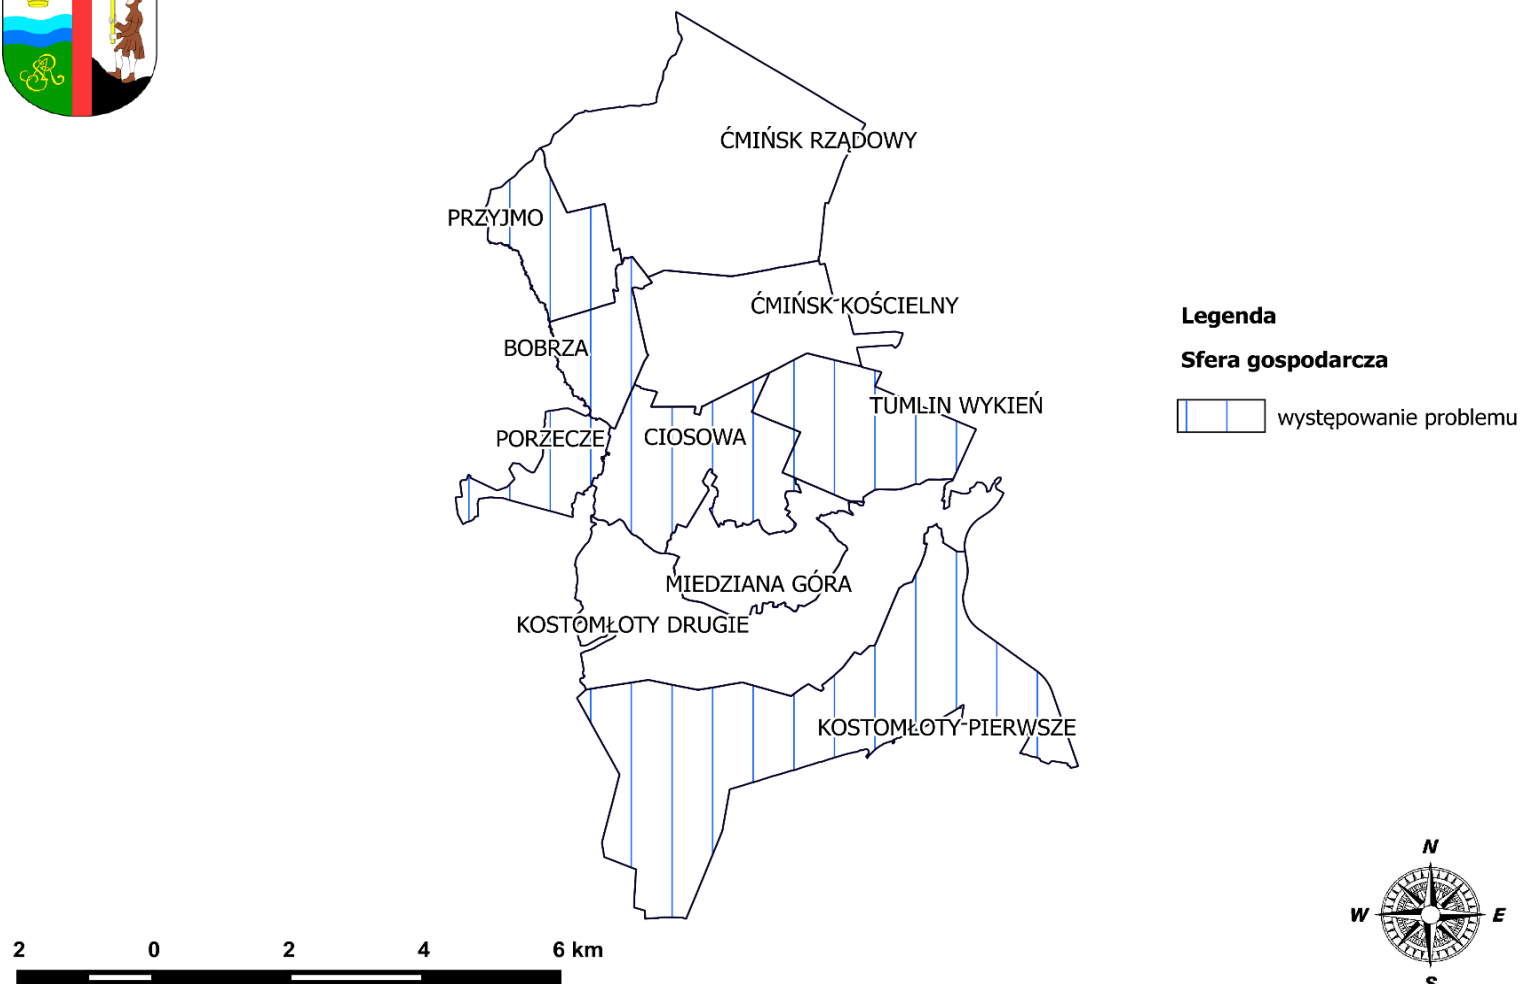 ĆMIŃSK RZĄDOWY
PRZYJMO
ĆMIŃSK KOŚCIELNY
BOBRZA
TUMLIN WYKIEŃ
PORZECZE
CIOSOWA
MIEDZIANA GÓRA
KOSTOMŁOTY DRUGIE
KOSTOMŁOTY PIERWSZE
Legenda
Sfera gospodarcza
występowanie problemu
N
W
E
S
2 0 2 4 6 km